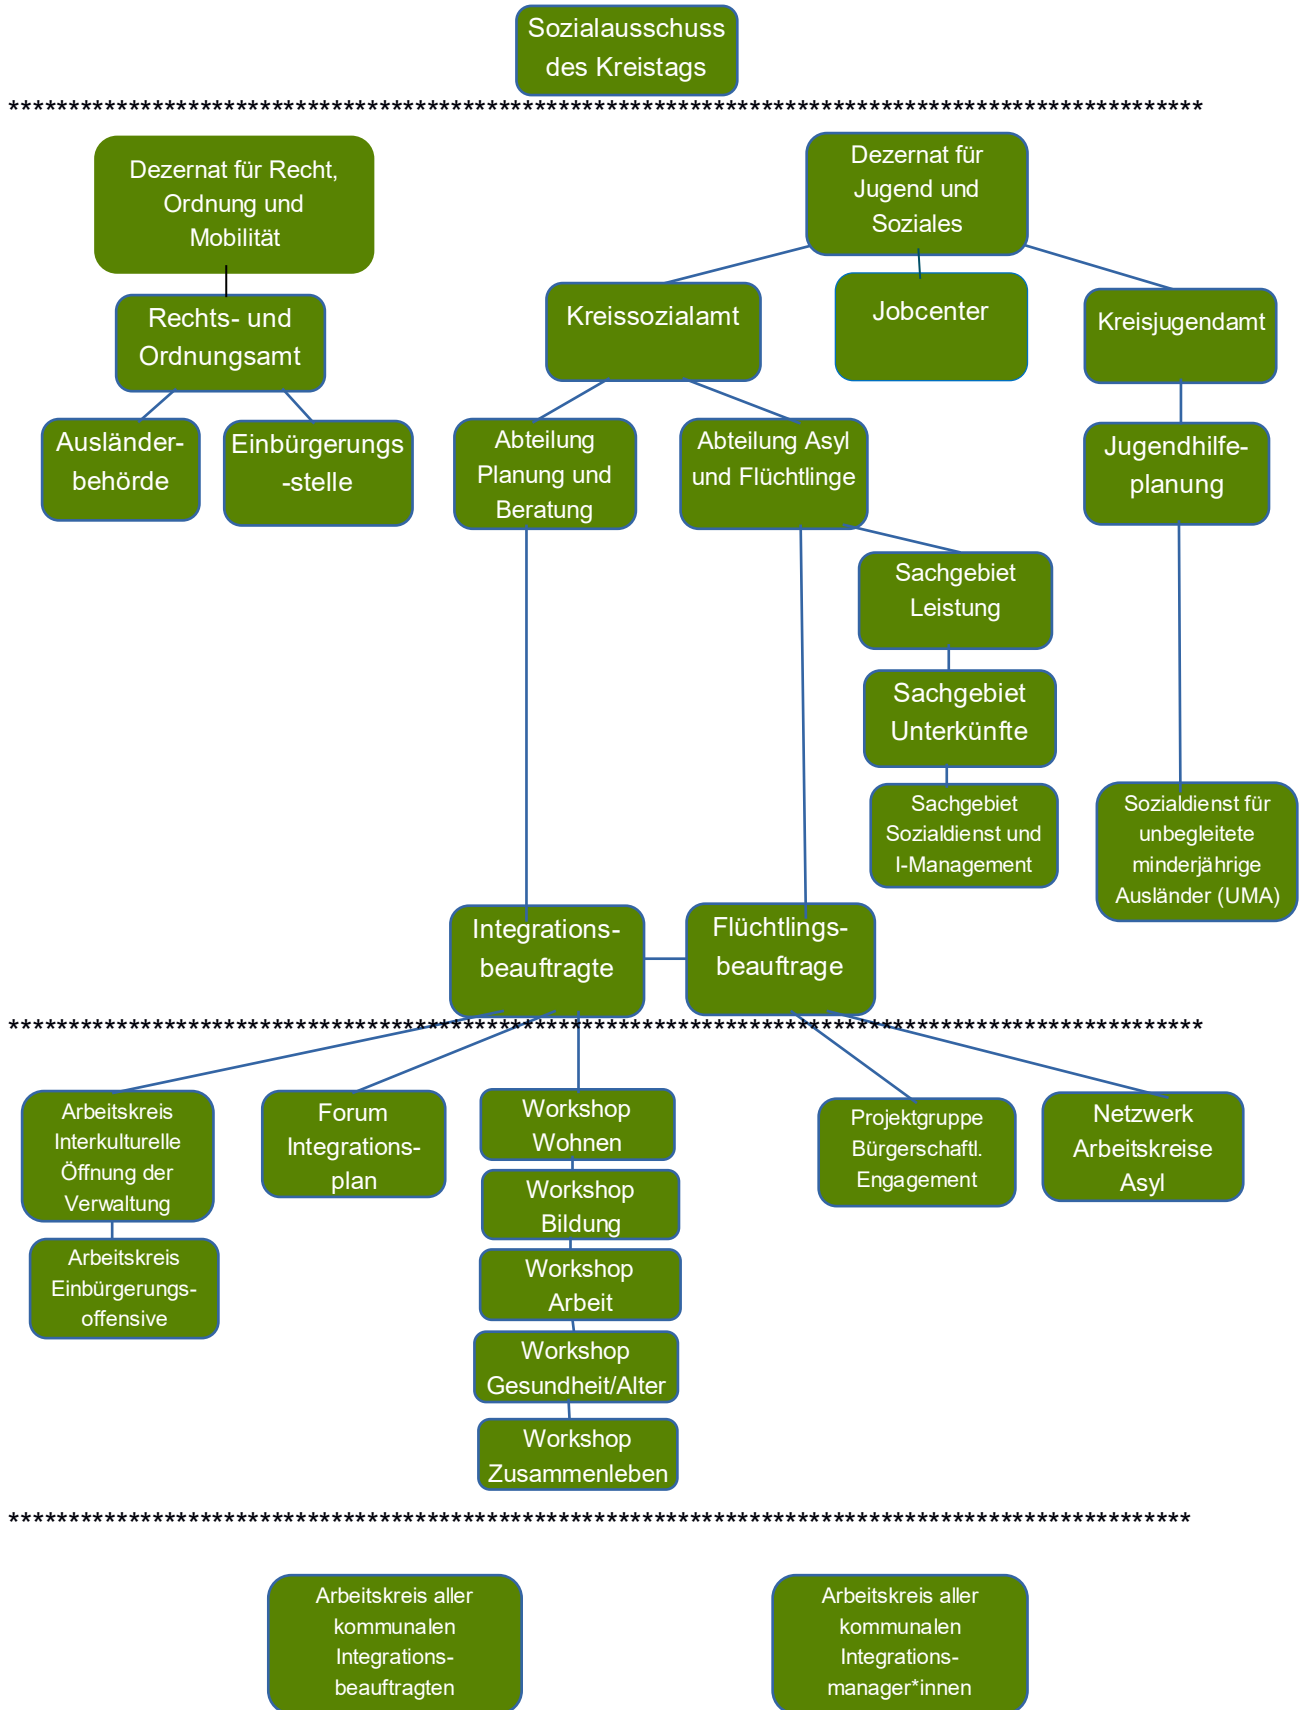 Sozialausschuss
des Kreistags
****************************************************************************************************
Dezernat für Recht,
Ordnung und
Mobilität
Dezernat für
Jugend und
Soziales
Rechts- und
Ordnungsamt
Kreissozialamt
Jobcenter
Kreisjugendamt
Ausländer-
behörde
Einbürgerungs
-stelle
Abteilung
Planung und
Beratung
Abteilung Asyl
und Flüchtlinge
Jugendhilfe-
planung
Sachgebiet
Leistung
Sachgebiet
Unterkünfte
Sachgebiet
Sozialdienst und
I-Management
Sozialdienst für
unbegleitete
minderjährige
Ausländer (UMA)
Integrations-
beauftragte
Flüchtlings-
beauftrage
****************************************************************************************************
Arbeitskreis
Interkulturelle
Öffnung der
Verwaltung
Forum
Integrations-
plan
Workshop
Wohnen
Projektgruppe
Bürgerschaftl.
Engagement
Netzwerk
Arbeitskreise
Asyl
Workshop
Bildung
Arbeitskreis
Einbürgerungs-
offensive
Workshop
Arbeit
Workshop
Gesundheit/Alter
Workshop
Zusammenleben
***************************************************************************************************
Arbeitskreis aller
kommunalen
Integrations-
beauftragten
Arbeitskreis aller
kommunalen
Integrations-
manager*innen